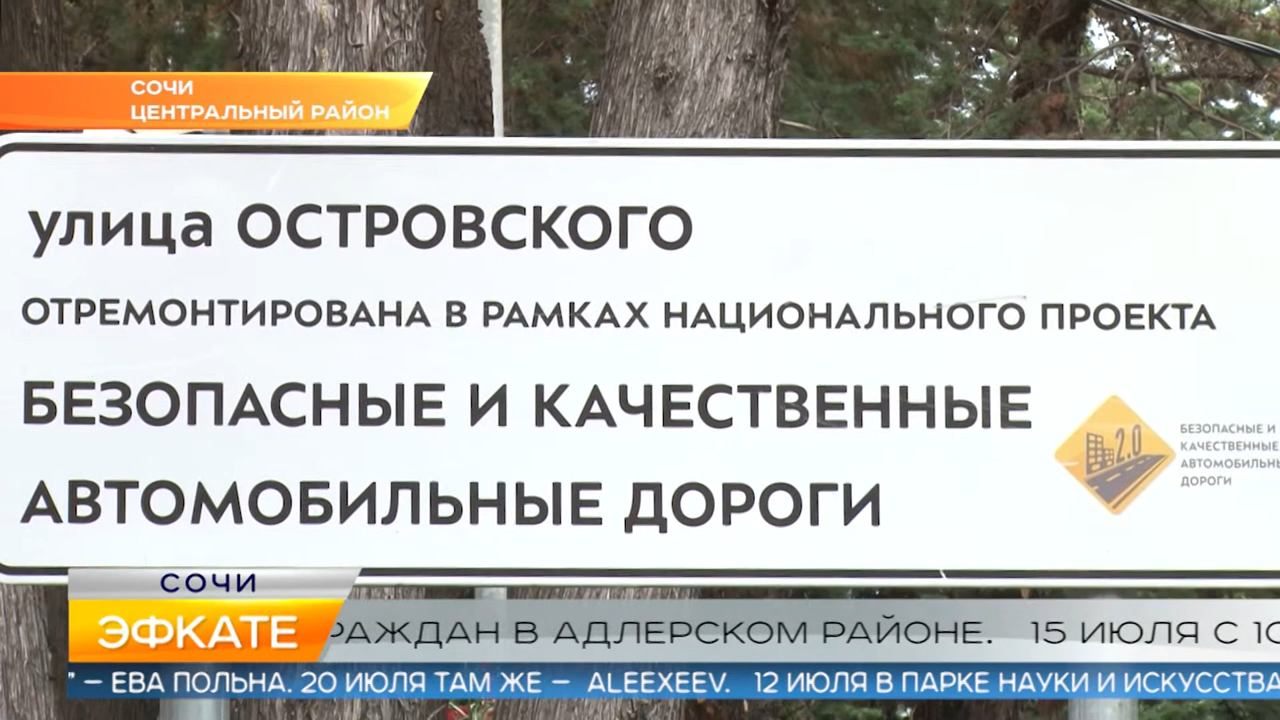 СОЧИ
ЦЕНТРАЛЬНЫЙ РАЙОН
улица ОСТРОВСКОГО
ОТРЕМОНТИРОВАНА В РАМКАХ НАЦИОНАЛЬНОГО ПРОЕКТА
БЕЗОПАСНЫЕ И КАЧЕСТВЕННЫЕ
АВТОМОБИЛЬНЫЕ ДОРОГИ
2.0
БЕЗОПАСНЫЕ И
КАЧЕСТВЕННЫЕ
АВТОМОБИЛЬНЫ
ДОРОГИ
СОЧИ
ЭФКАТЕ
РАЖДАН В АДЛЕРСКОМ РАЙОНЕ. 15 ИЮЛЯ С 10
" – ЕВА ПОЛЬНА. 20 ИЮЛЯ ТАМ ЖЕ – ALEEXEEV. 12 ИЮЛЯ В ПАРКЕ НАУКИ И ИСКУССТВА